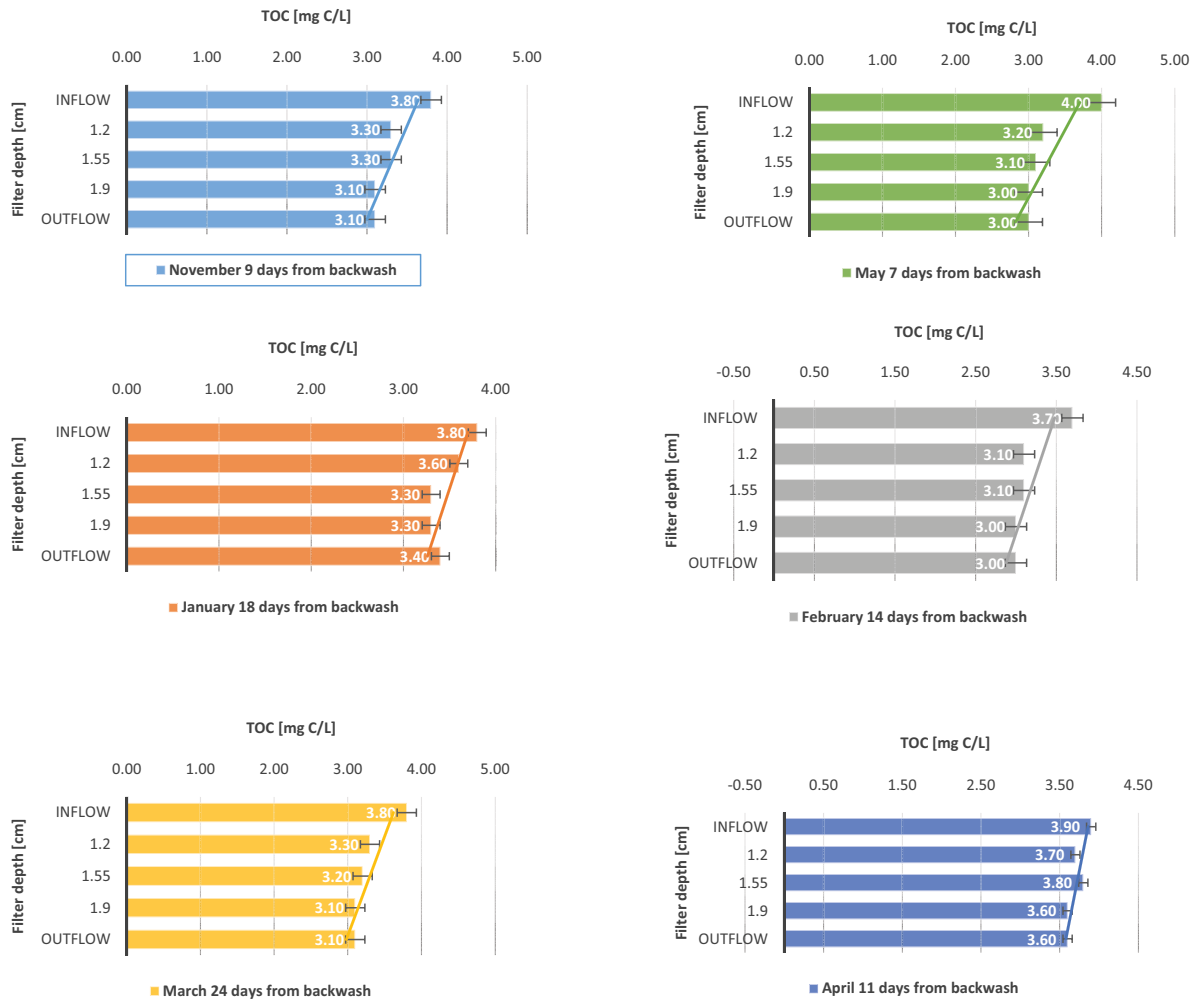 TOC [mg C/L]
0.00 1.00 2.00 3.00 4.00 5.00
Filter depth [cm]
INFLOW 3.80
1.2 3.30
1.55 3.30
1.9 3.10
OUTFLOW 3.10
November 9 days from backwash
TOC [mg C/L]
0.00 1.00 2.00 3.00 4.00 5.00
Filter depth [cm]
INFLOW 4.00
1.2 3.20
1.55 3.10
1.9 3.00
OUTFLOW 3.00
May 7 days from backwash
TOC [mg C/L]
0.00 1.00 2.00 3.00 4.00
Filter depth [cm]
INFLOW 3.80
1.2 3.60
1.55 3.30
1.9 3.30
OUTFLOW 3.40
January 18 days from backwash
TOC [mg C/L]
-0.50 0.50 1.50 2.50 3.50 4.50
Filter depth [cm]
INFLOW 3.70
1.2 3.10
1.55 3.10
1.9 3.00
OUTFLOW 3.00
February 14 days from backwash
TOC [mg C/L]
0.00 1.00 2.00 3.00 4.00 5.00
Filter depth [cm]
INFLOW 3.80
1.2 3.30
1.55 3.20
1.9 3.10
OUTFLOW 3.10
March 24 days from backwash
TOC [mg C/L]
-0.50 0.50 1.50 2.50 3.50 4.50
Filter depth [cm]
INFLOW 3.90
1.2 3.70
1.55 3.80
1.9 3.60
OUTFLOW 3.60
April 11 days from backwash